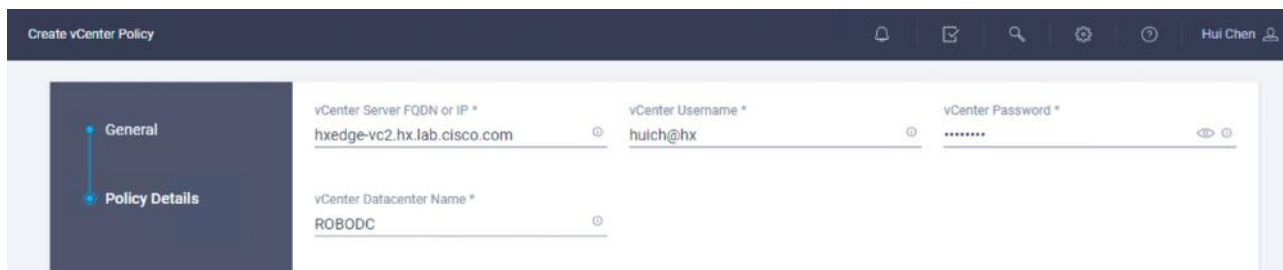 Create vCenter Policy
Hui Chen
General
Policy Details
vCenter Server FQDN or IP *
hxedge-vc2.hx.lab.cisco.com
vCenter Username *
huich@hx
vCenter Password *
••••••••
vCenter Datacenter Name *
ROBODC